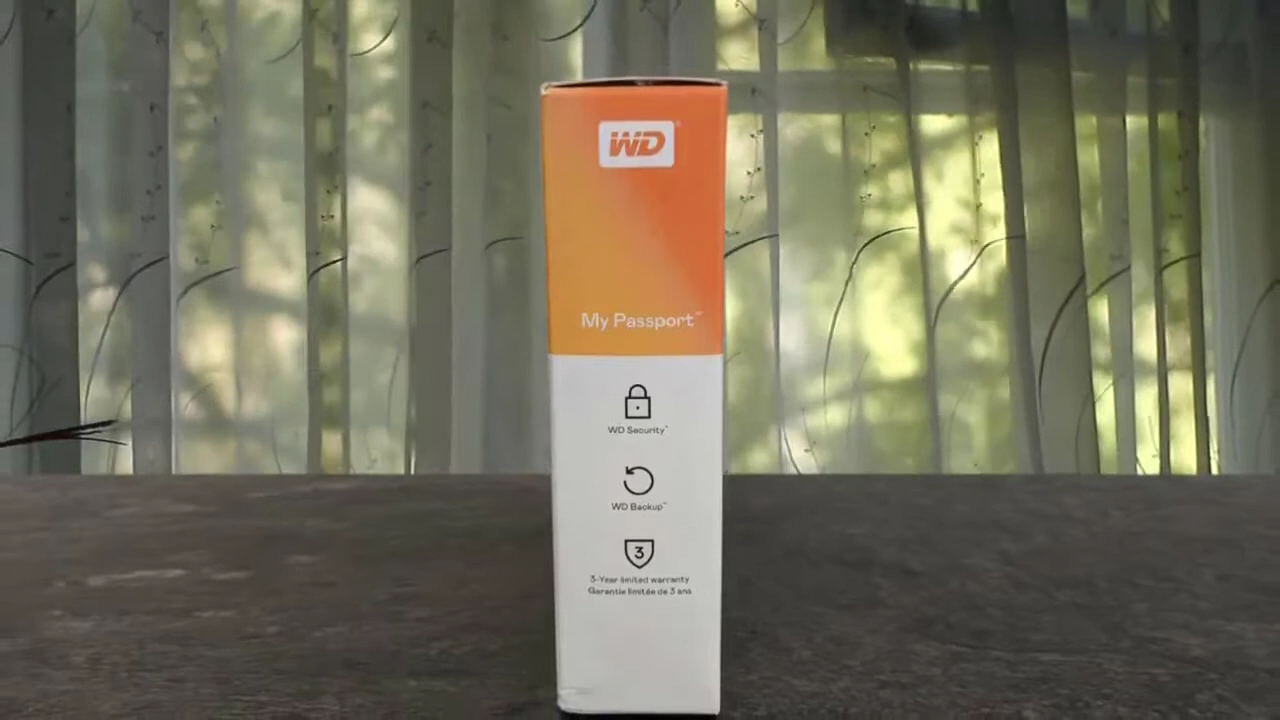 WD®
My Passport™
WD Security™
WD Backup™
3
3-Year limited warranty
Garantie limitée de 3 ans